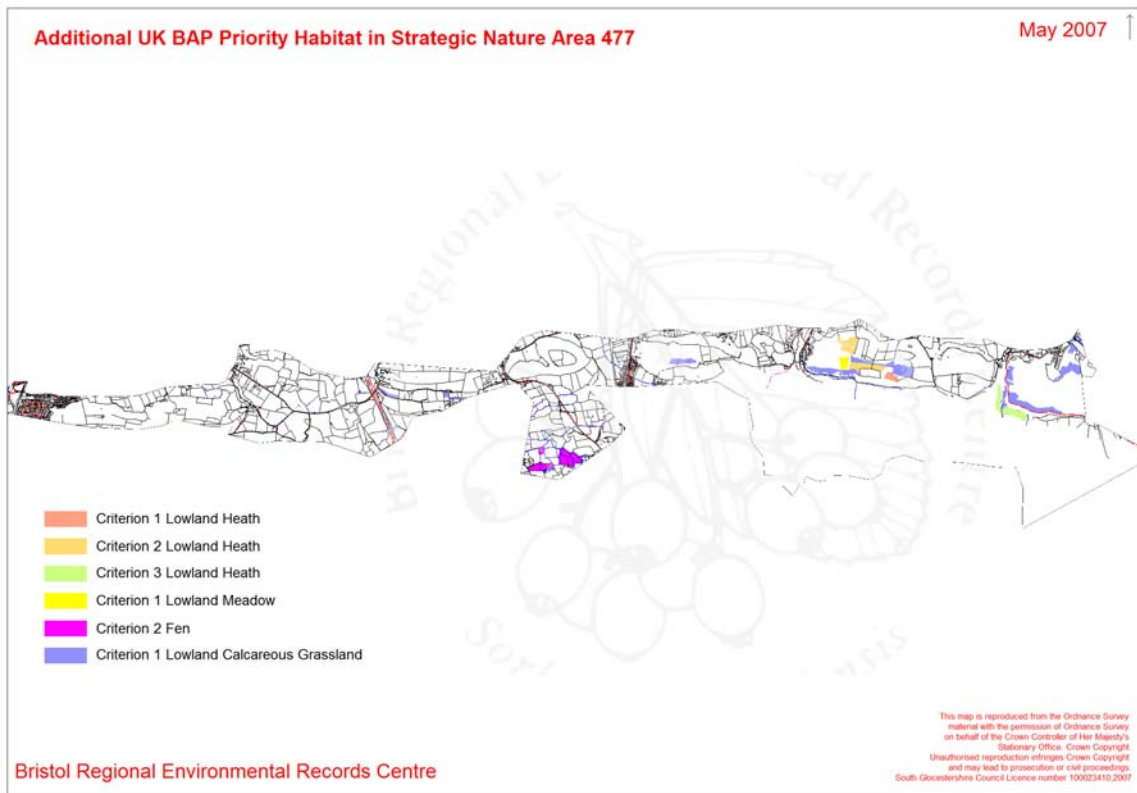 Additional UK BAP Priority Habitat in Strategic Nature Area 477
May 2007
Criterion 1 Lowland Heath
Criterion 2 Lowland Heath
Criterion 3 Lowland Heath
Criterion 1 Lowland Meadow
Criterion 2 Fen
Criterion 1 Lowland Calcareous Grassland
Bristol Regional Environmental Records Centre
This map is reproduced from the Ordnance Survey
material with the permission of Ordnance Survey
on behalf of the Crown Controller of Her Majesty's
Stationary Office. Crown Copyright.
Unauthorised reproduction infringes Crown Copyright
and may lead to prosecution or civil proceedings.
South Glocestershire Council Licence number 100023410,2007